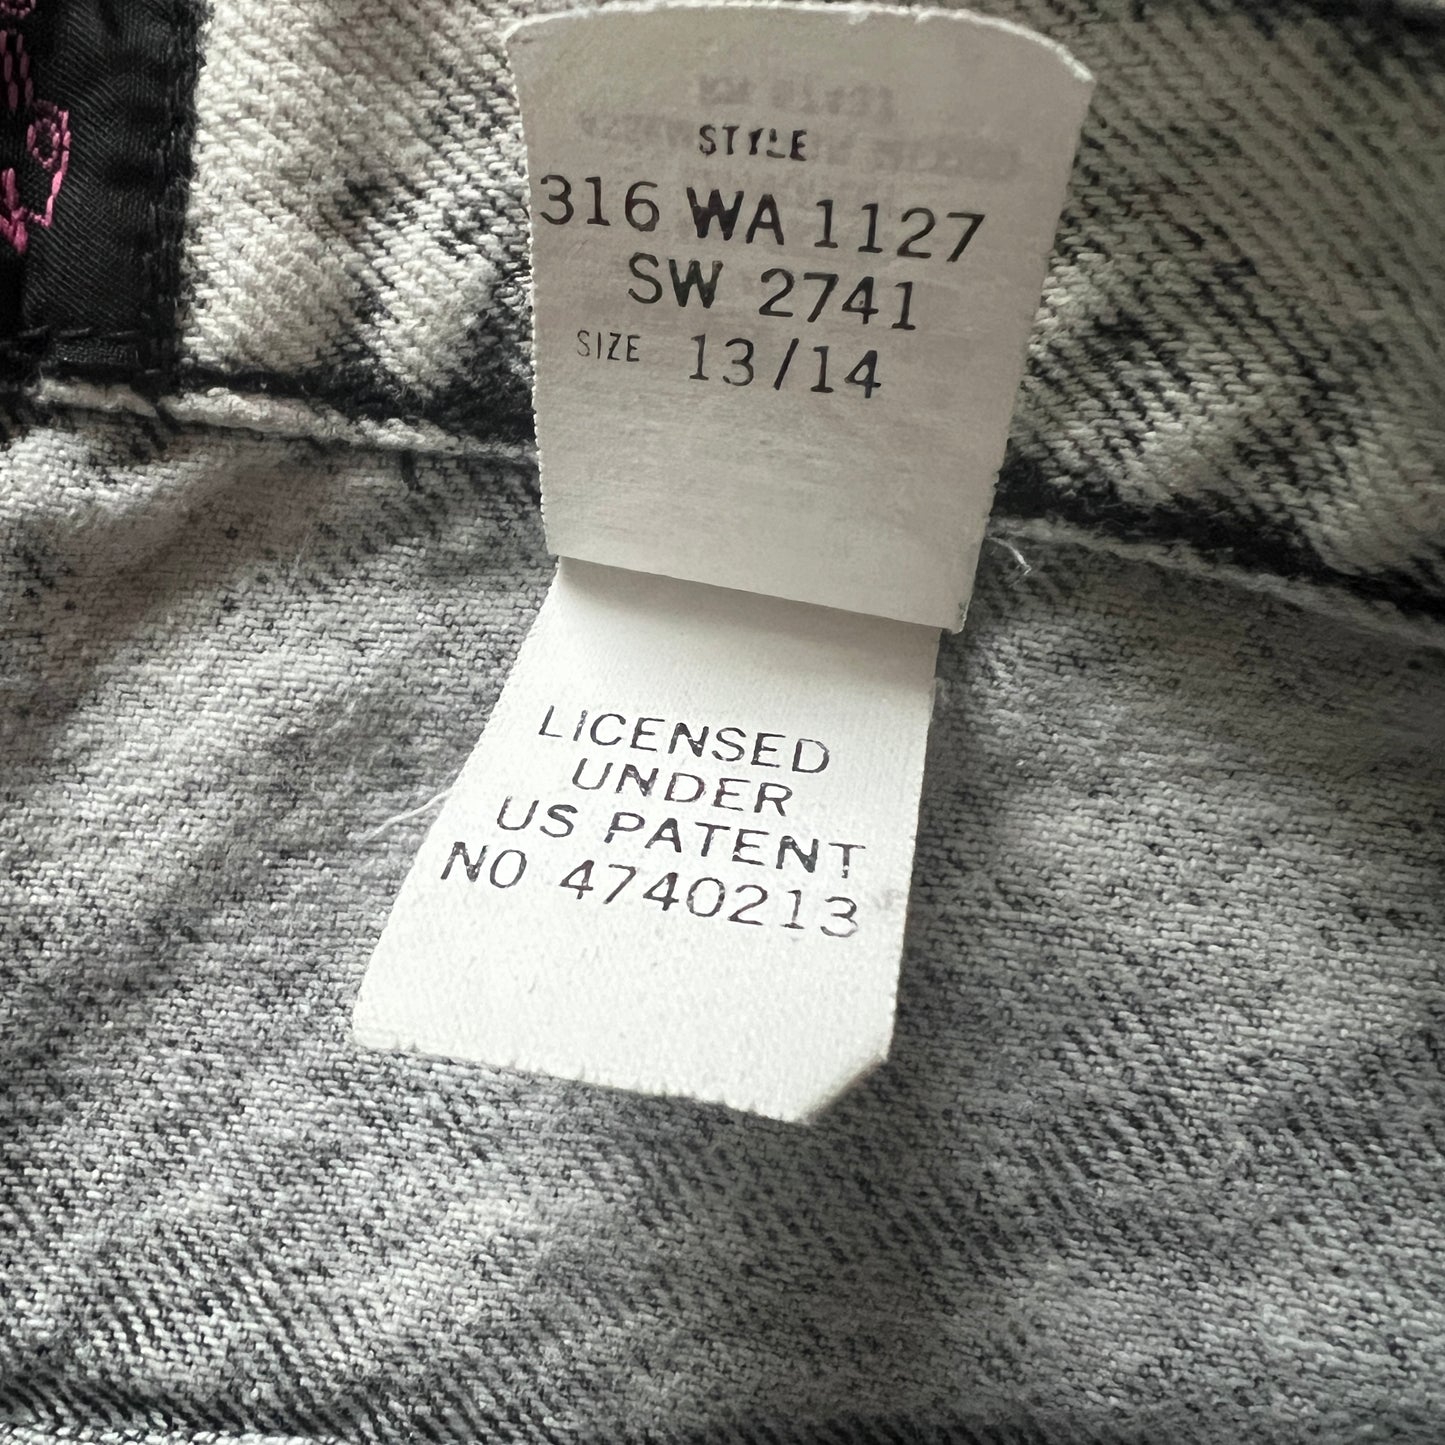 STYLE
316 WA 1127
SW 2741
SIZE 13/14
LICENSED
UNDER
US PATENT
NO 4740213